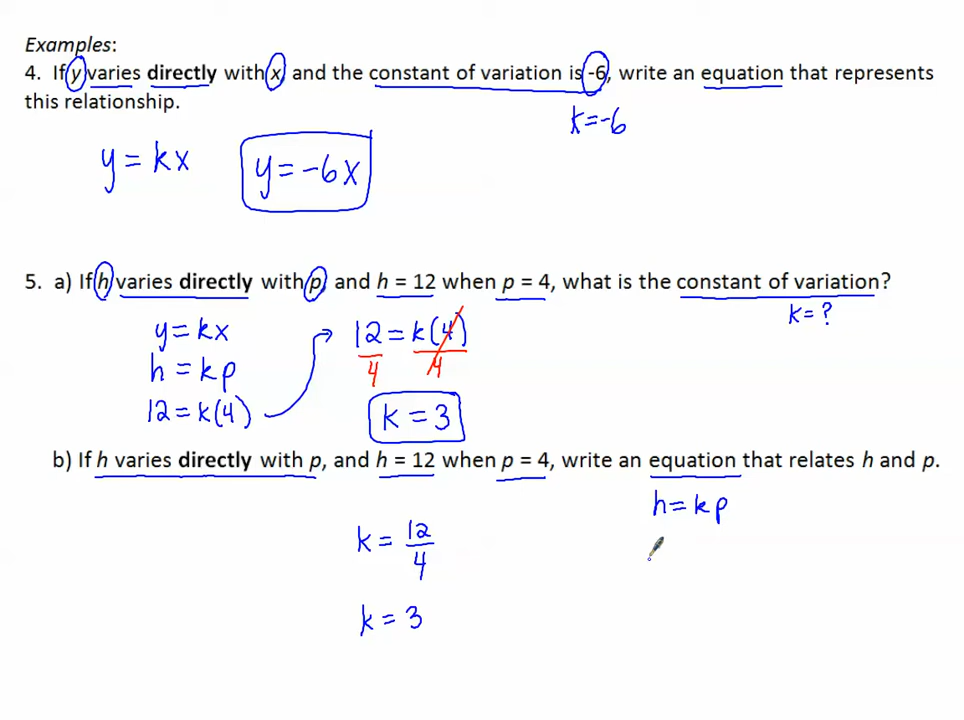 Examples:
4. If y varies directly with x, and the constant of variation is -6, write an equation that represents
this relationship.
k=-6
y = kx
y = -6x
5. a) If h varies directly with p, and h = 12 when p = 4, what is the constant of variation?
k = ?
y = kx
12 = k(4)
4 4
h = kp
12 = k(4)
k = 3
b) If h varies directly with p, and h = 12 when p = 4, write an equation that relates h and p.
h = kp
k = 12
4
k = 3